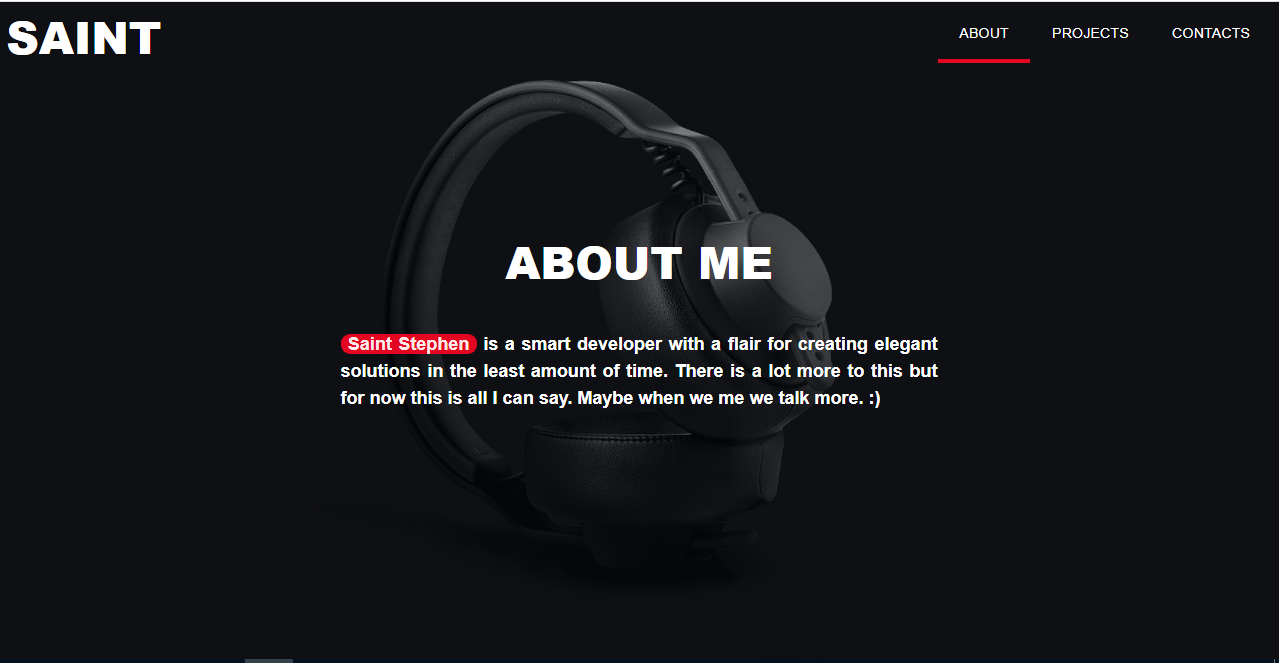 SAINT
ABOUT PROJECTS CONTACTS
ABOUT ME
Saint Stephen is a smart developer with a flair for creating elegant
solutions in the least amount of time. There is a lot more to this but
for now this is all I can say. Maybe when we me we talk more. :)